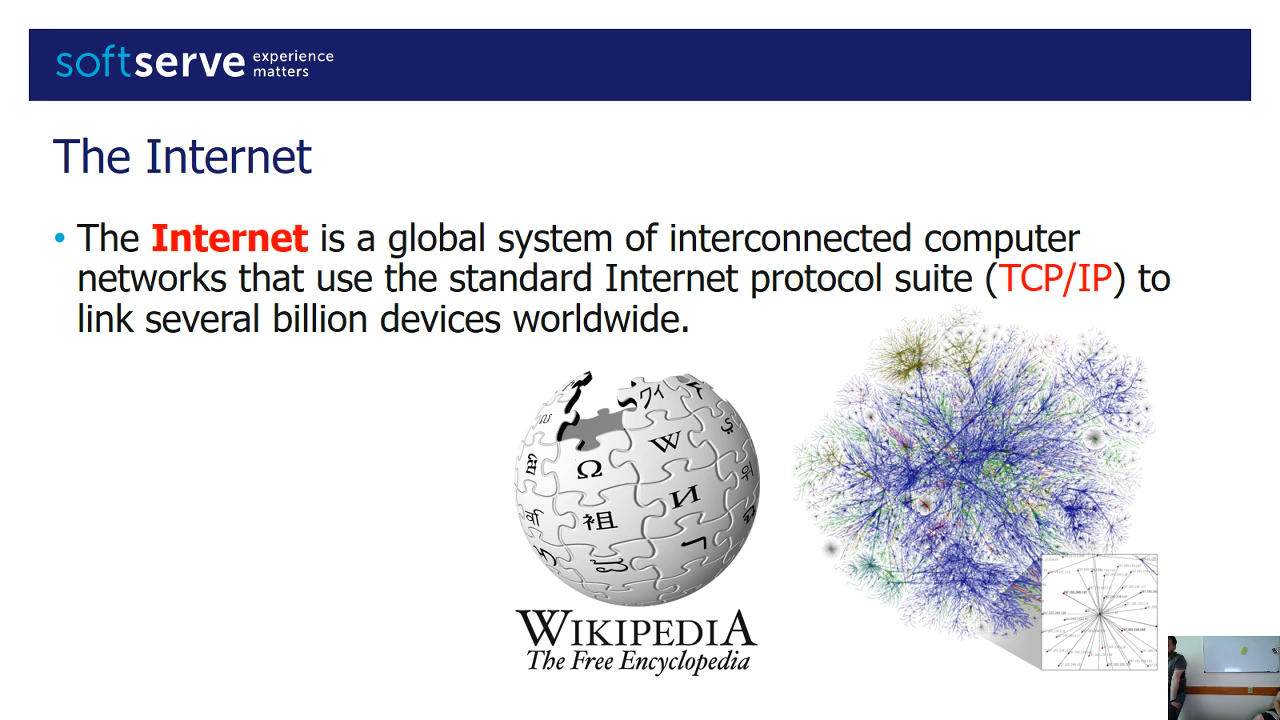 softserve experience
matters
The Internet
• The Internet is a global system of interconnected computer
networks that use the standard Internet protocol suite (TCP/IP) to
link several billion devices worldwide.
Ω W И
祖
WIKIPEDIA
The Free Encyclopedia